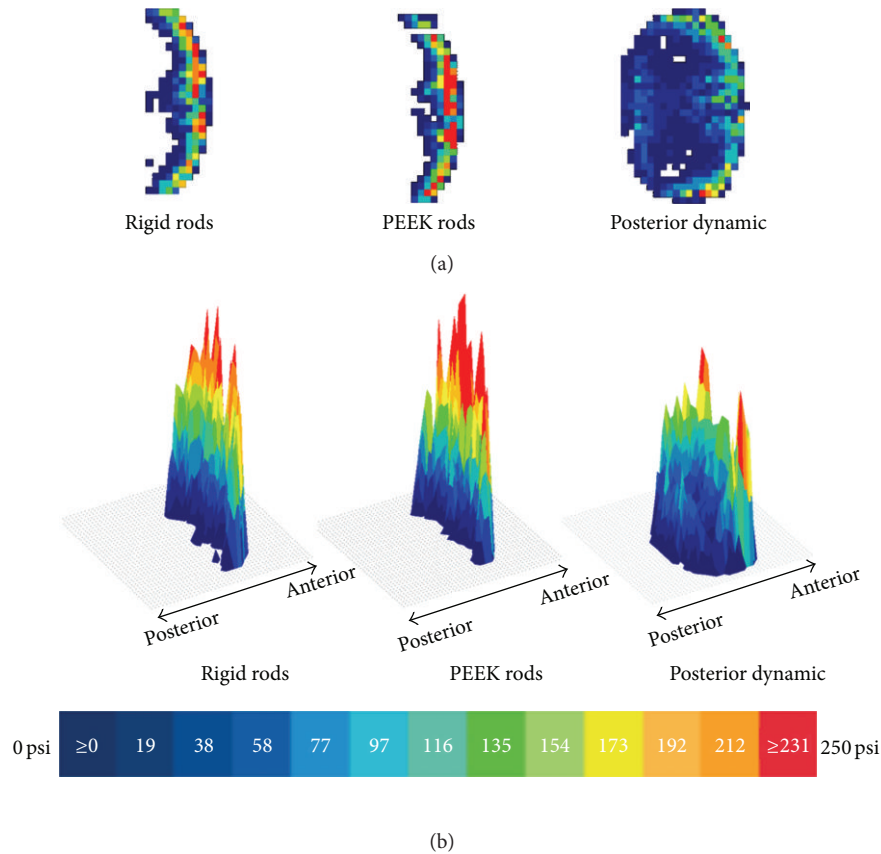 Rigid rods PEEK rods Posterior dynamic
(a)
Posterior Anterior Posterior Anterior Posterior Anterior
Rigid rods PEEK rods Posterior dynamic
0 psi ≥0 19 38 58 77 97 116 135 154 173 192 212 ≥231 250 psi
(b)